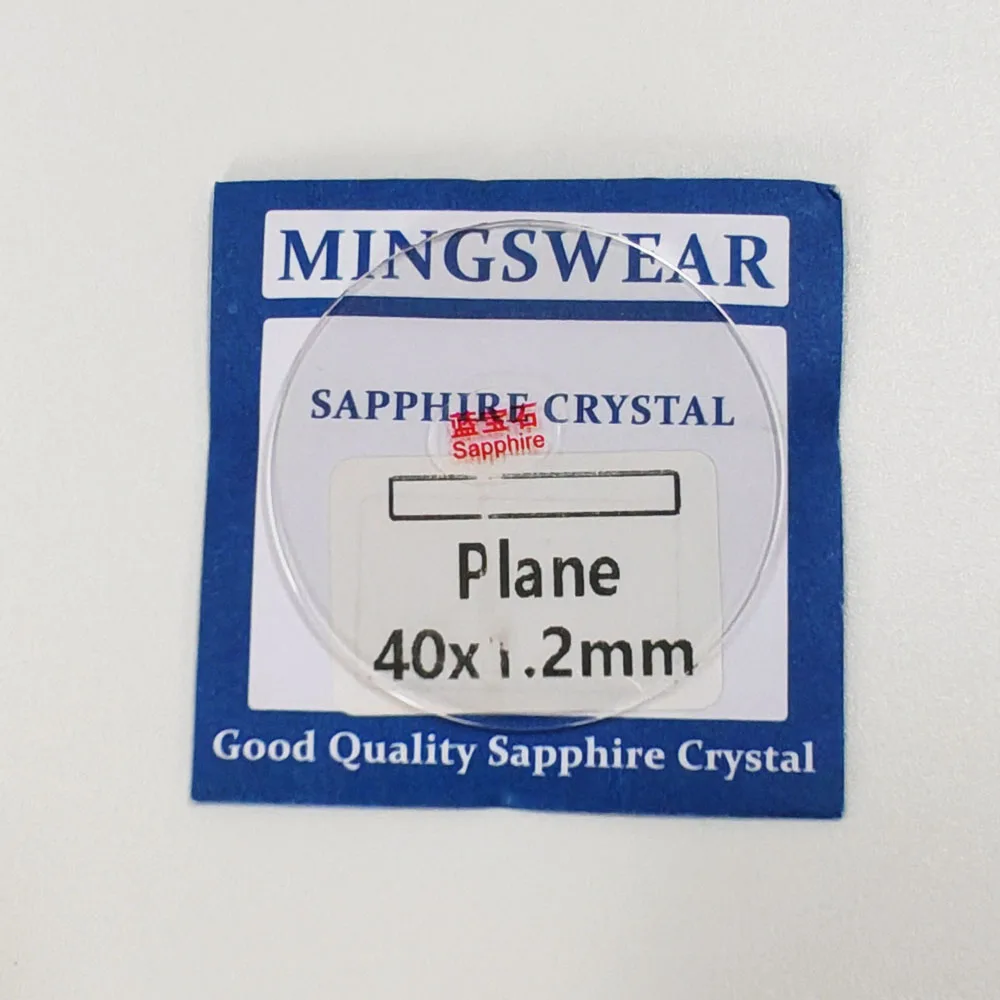 MINGSWEAR
SAPPHIRE CRYSTAL
蓝宝石
Sapphire
Plane
40x1.2mm
Good Quality Sapphire Crystal